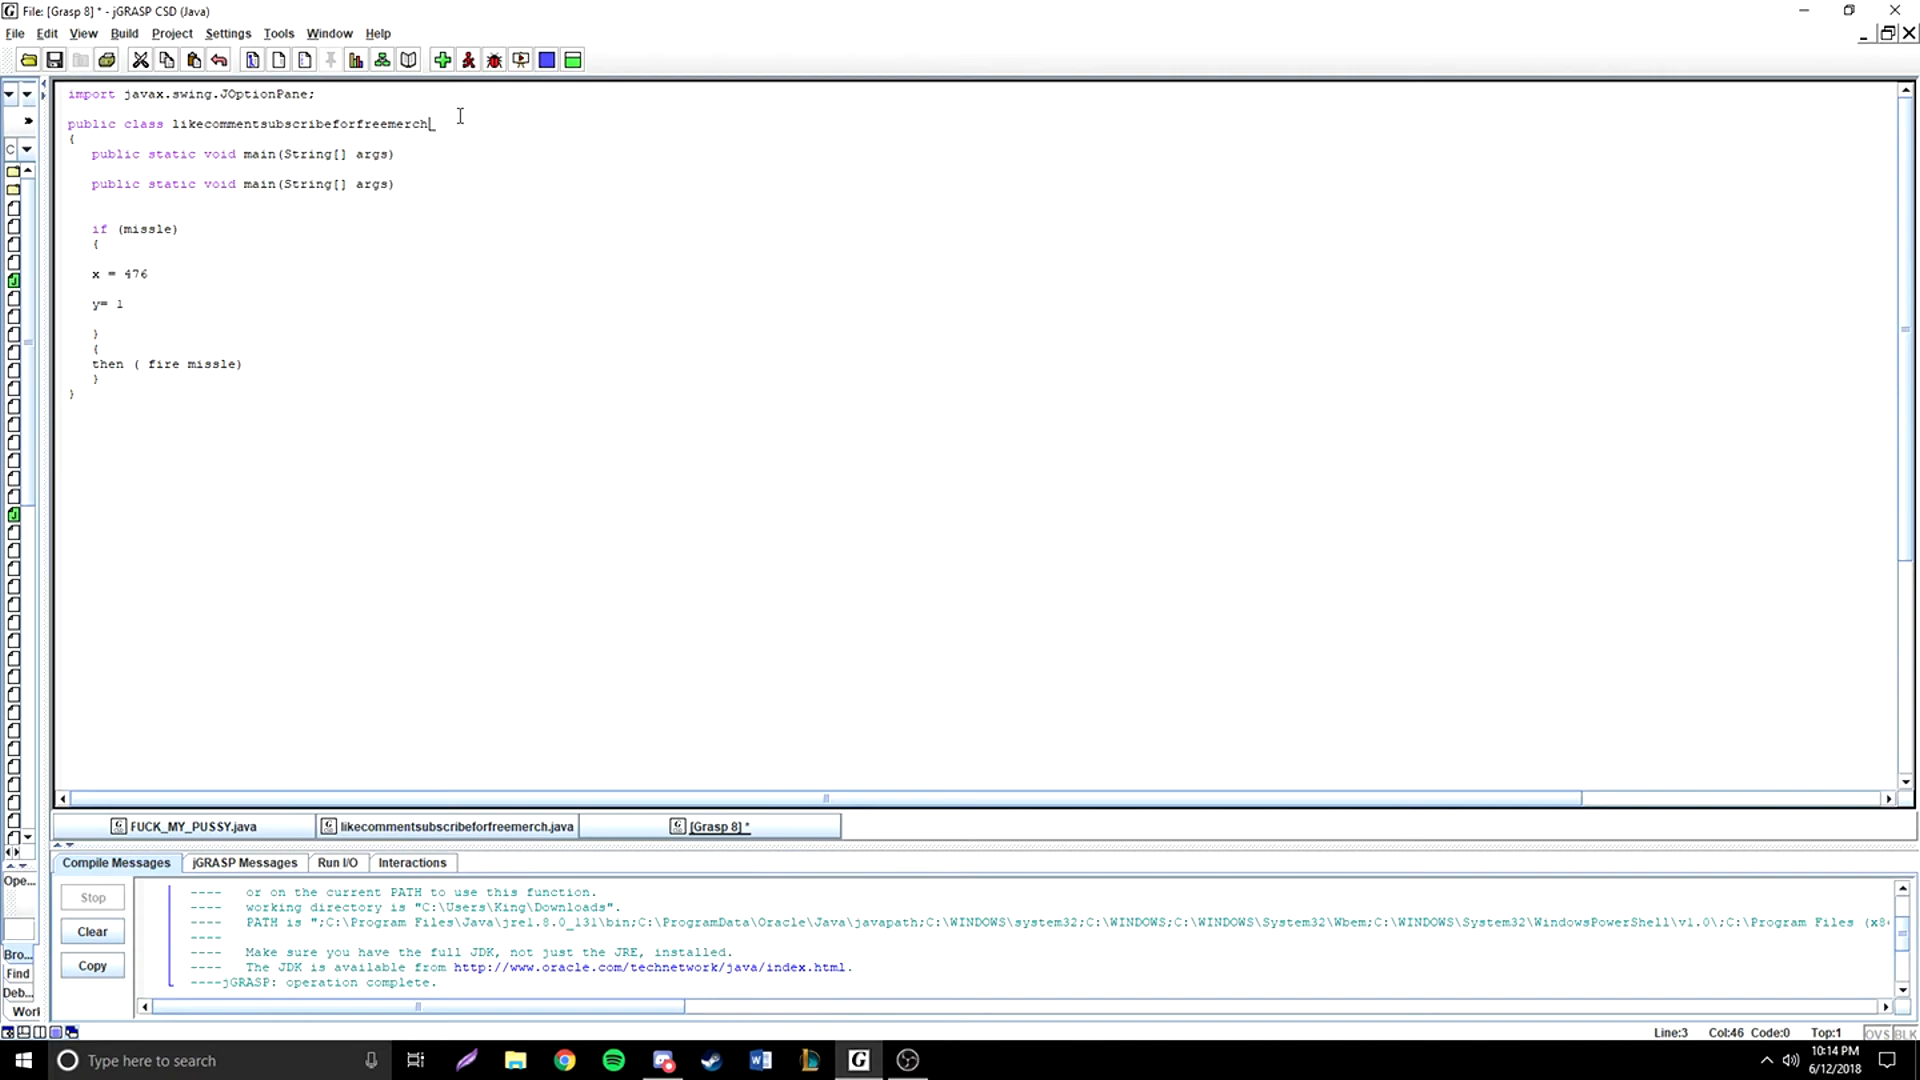 File: [Grasp 8] * - jGRASP CSD (Java)
File Edit View Build Project Settings Tools Window Help
import javax.swing.JOptionPane;
public class likecommentsubscribeforfreemerch
{
public static void main(String[] args)
public static void main(String[] args)
if (missle)
{
x = 476
y= 1
}
{
then ( fire missle)
}
}
FUCK_MY_PUSSY.java likecommentsubscribeforfreemerch.java [Grasp 8] *
Compile Messages jGRASP Messages Run I/O Interactions
Ope...
Stop
Clear
Copy
Bro...
Find
Deb...
Worl
---- or on the current PATH to use this function.
---- working directory is "C:\Users\King\Downloads".
---- PATH is ";C:\Program Files\Java\jre1.8.0_131\bin;C:\ProgramData\Oracle\Java\javapath;C:\WINDOWS\system32;C:\WINDOWS;C:\WINDOWS\System32\Wbem;C:\WINDOWS\System32\WindowsPowerShell\v1.0\;C:\Program Files (x8
----
---- Make sure you have the full JDK, not just the JRE, installed.
---- The JDK is available from http://www.oracle.com/technetwork/java/index.html.
----jGRASP: operation complete.
Line:3 Col:46 Code:0 Top:1 OVS BLK
Type here to search
10:14 PM
6/12/2018